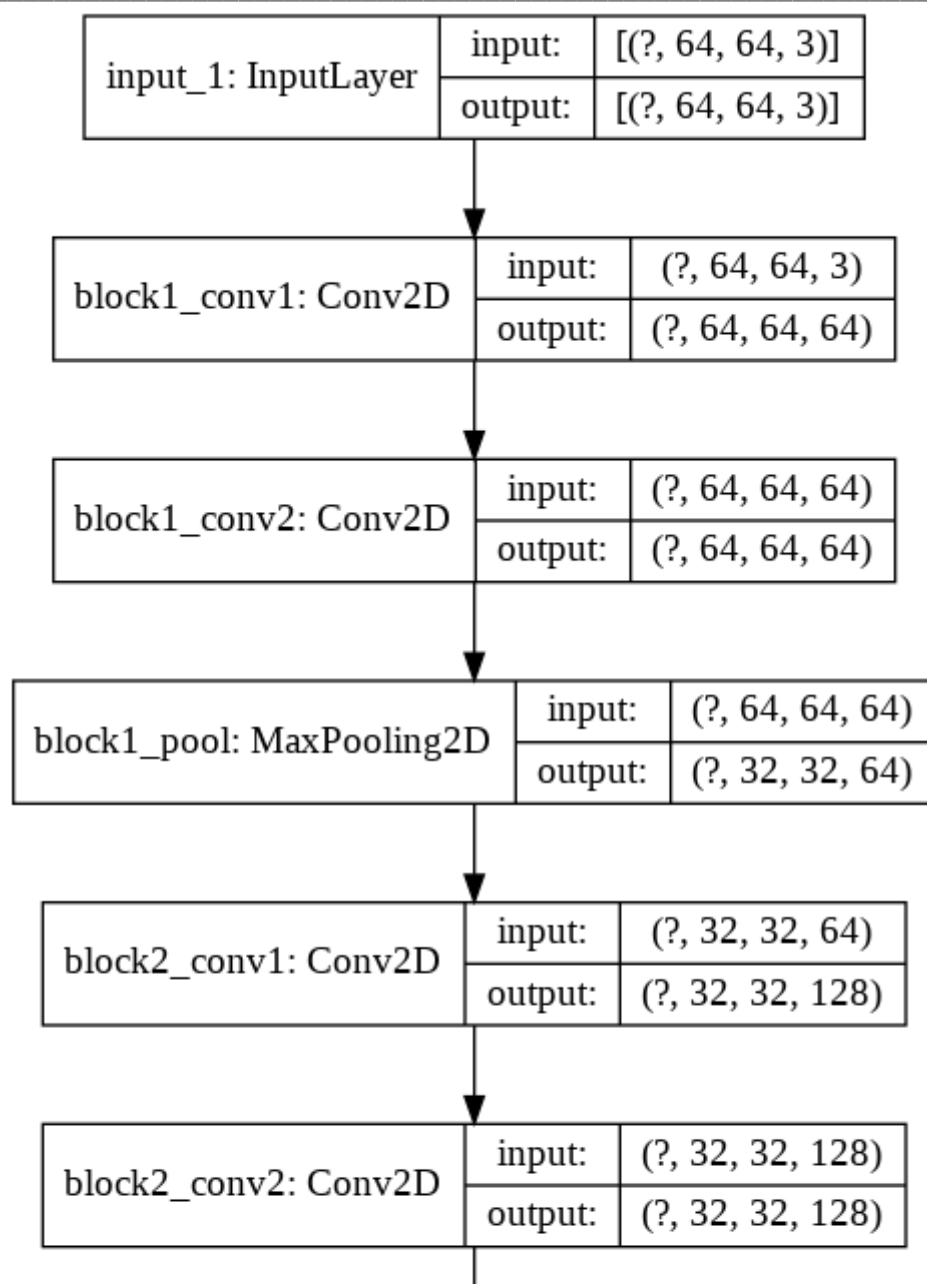 input_1: InputLayer
input: [(?, 64, 64, 3)]
output: [(?, 64, 64, 3)]
block1_conv1: Conv2D
input: (?, 64, 64, 3)
output: (?, 64, 64, 64)
block1_conv2: Conv2D
input: (?, 64, 64, 64)
output: (?, 64, 64, 64)
block1_pool: MaxPooling2D
input: (?, 64, 64, 64)
output: (?, 32, 32, 64)
block2_conv1: Conv2D
input: (?, 32, 32, 64)
output: (?, 32, 32, 128)
block2_conv2: Conv2D
input: (?, 32, 32, 128)
output: (?, 32, 32, 128)